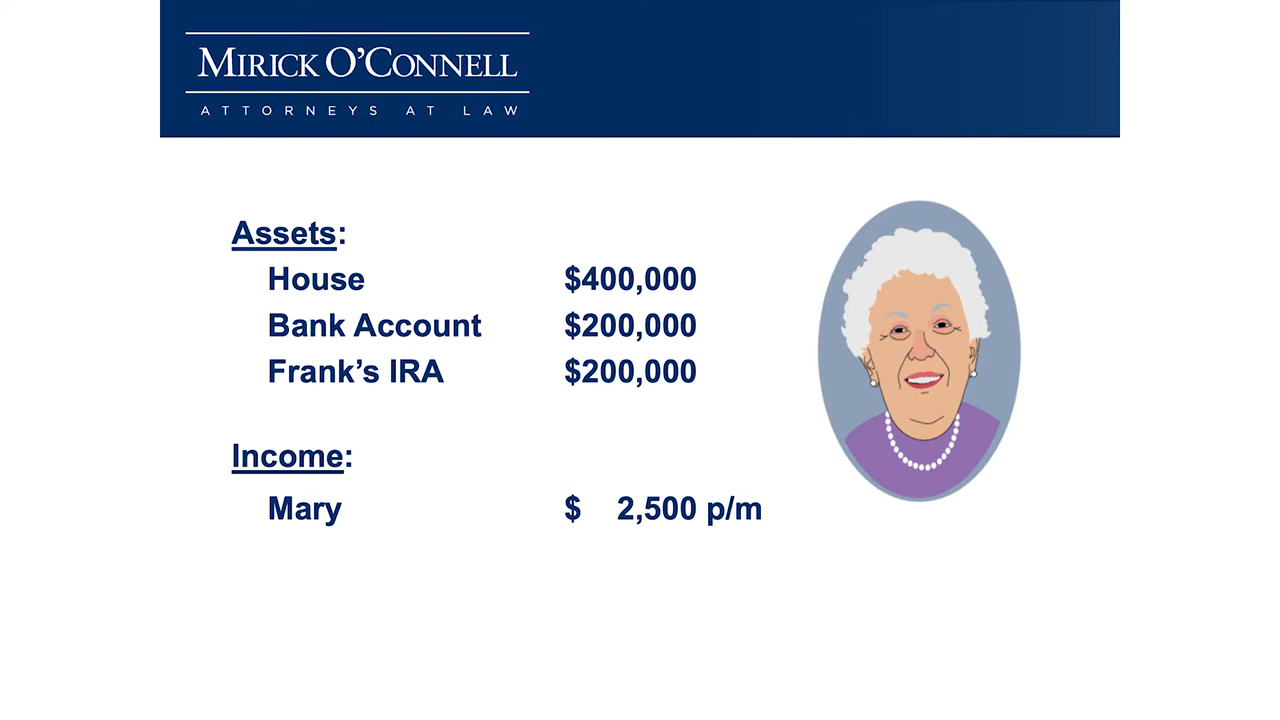 MIRICK O'CONNELL
ATTORNEYS AT LAW
Assets:
House $400,000
Bank Account $200,000
Frank's IRA $200,000
Income:
Mary $ 2,500 p/m